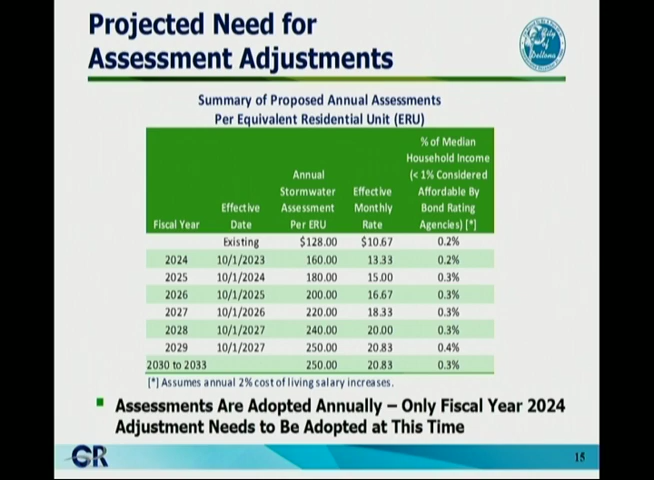 Projected Need for
Assessment Adjustments
City
of
Deltona
Summary of Proposed Annual Assessments
Per Equivalent Residential Unit (ERU)
Fiscal Year | Effective Date | Annual Stormwater Assessment Per ERU | Effective Monthly Rate | % of Median Household Income (< 1% Considered Affordable By Bond Rating Agencies) [*]
Existing $128.00 $10.67 0.2%
2024 10/1/2023 160.00 13.33 0.2%
2025 10/1/2024 180.00 15.00 0.3%
2026 10/1/2025 200.00 16.67 0.3%
2027 10/1/2026 220.00 18.33 0.3%
2028 10/1/2027 240.00 20.00 0.3%
2029 10/1/2027 250.00 20.83 0.4%
2030 to 2033 250.00 20.83 0.3%
[*] Assumes annual 2% cost of living salary increases.
Assessments Are Adopted Annually – Only Fiscal Year 2024
Adjustment Needs to Be Adopted at This Time
GR
15